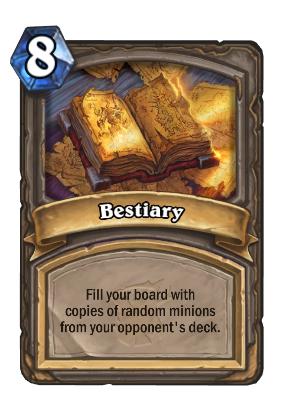 8
Bestiary
Fill your board with
copies of random minions
from your opponent's deck.